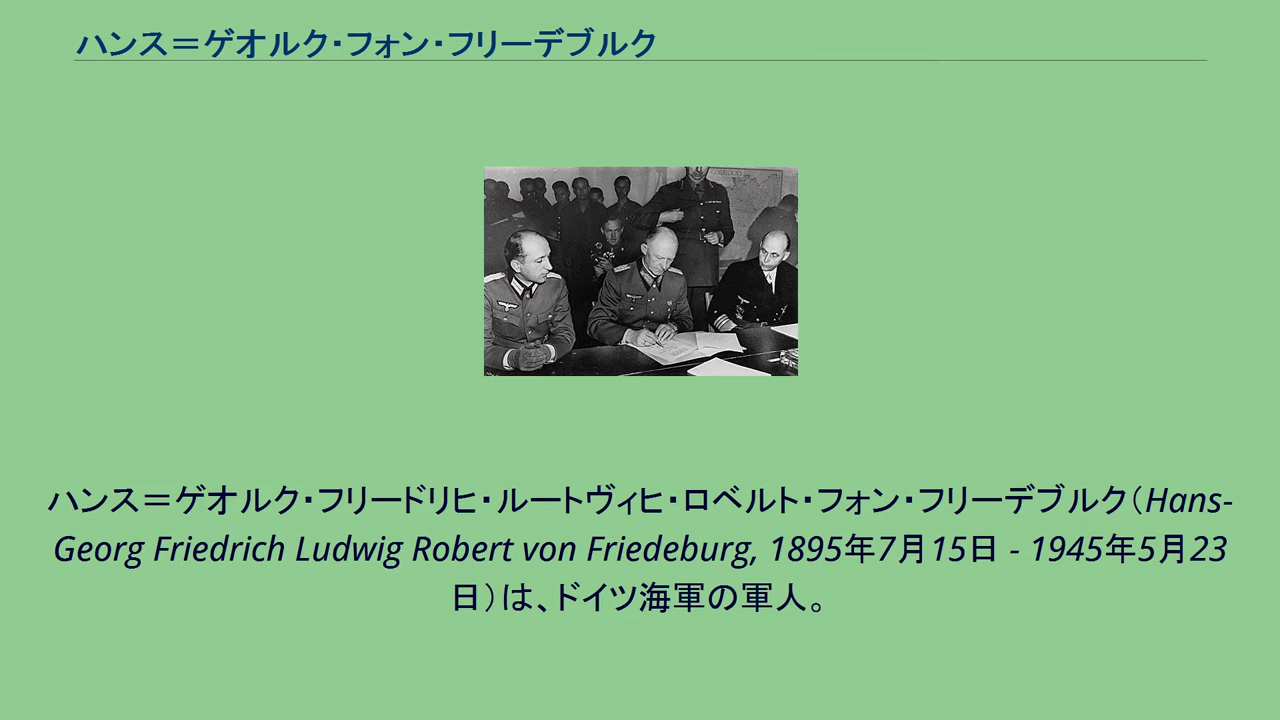 ハンス＝ゲオルク・フォン・フリーデブルク
ハンス＝ゲオルク・フリードリヒ・ルートヴィヒ・ロベルト・フォン・フリーデブルク（Hans-
Georg Friedrich Ludwig Robert von Friedeburg, 1895年7月15日 - 1945年5月23
日）は、ドイツ海軍の軍人。